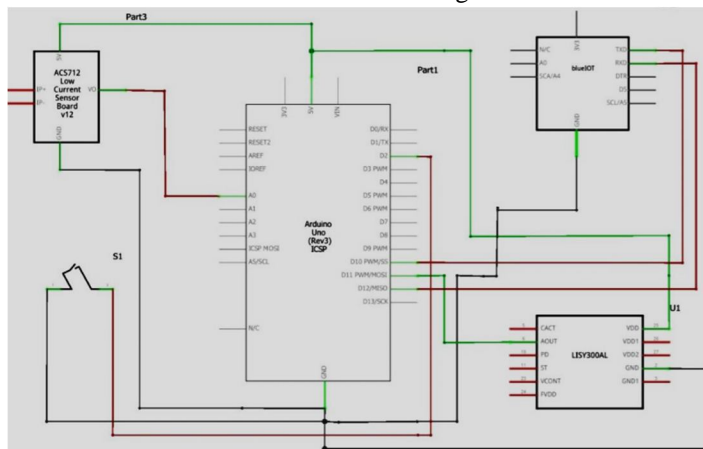 Part3
5V
ACS712
Low
Current
Sensor
Board
v12
IP+
IP-
VO
GND
S1
Part1
3V3
5V
VIN
RESET
RESET2
AREF
IOREF
A0
A1
A2
A3
ICSP MOSI
A5/SCL
N/C
Arduino
Uno
(Rev3)
ICSP
D0/RX
D1/TX
D2
D3 PWM
D4
D5 PWM
D6 PWM
D7
D8
D9 PWM
D10 PWM/SS
D11 PWM/MOSI
D12/MISO
D13/SCK
GND
3V3
N/C
A0
SCA/A4
blueIOT
TXD
RXD
DTR
DS
SCL/A5
GND
U1
CACT
AOUT
PD
ST
VCONT
FVDD
LISY300AL
VDD
VDD1
VDD2
GND
GND1